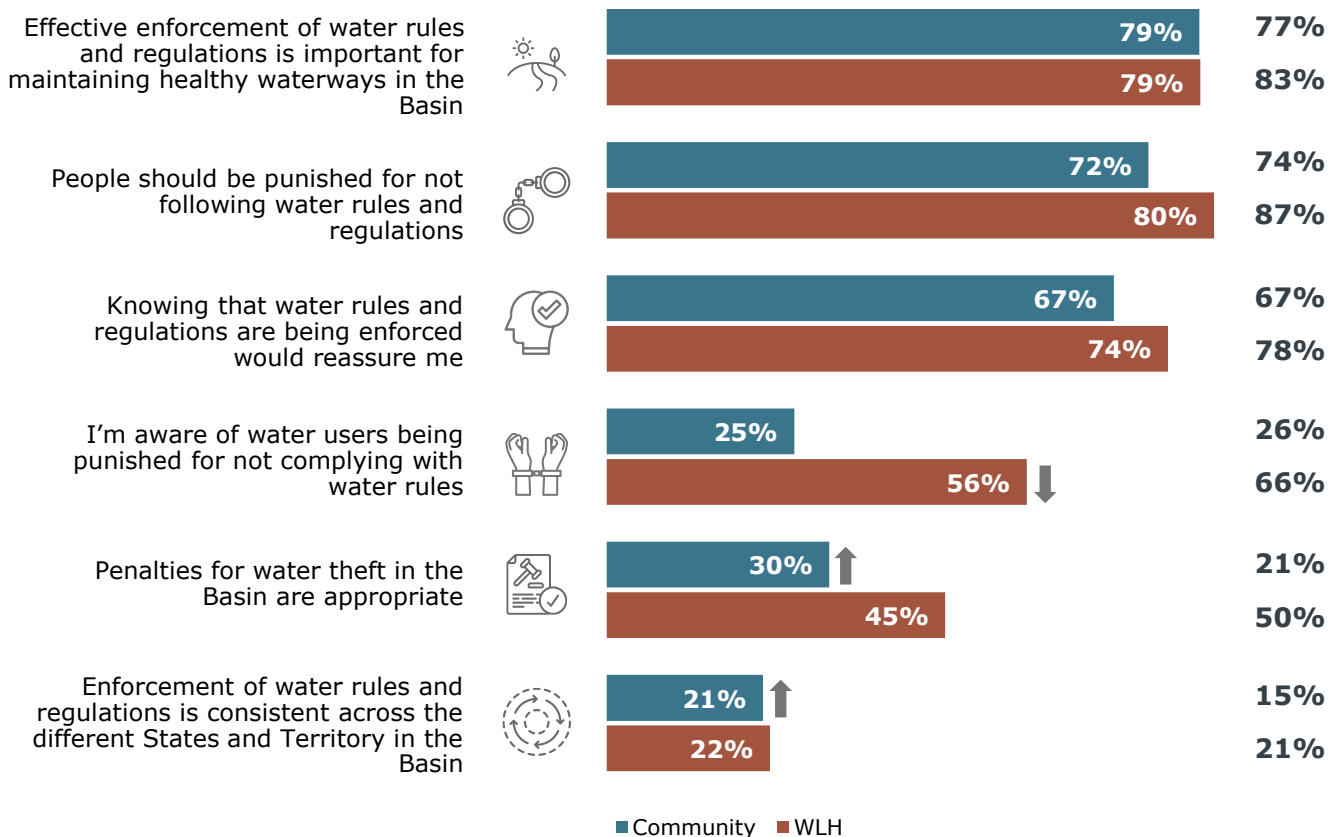 Effective enforcement of water rules
and regulations is important for
maintaining healthy waterways in the
Basin
79%
77%
79%
83%
People should be punished for not
following water rules and
regulations
72%
74%
80%
87%
Knowing that water rules and
regulations are being enforced
would reassure me
67%
67%
74%
78%
I’m aware of water users being
punished for not complying with
water rules
25%
26%
56%
66%
Penalties for water theft in the
Basin are appropriate
30%
21%
45%
50%
Enforcement of water rules and
regulations is consistent across the
different States and Territory in the
Basin
21%
15%
22%
21%
Community WLH